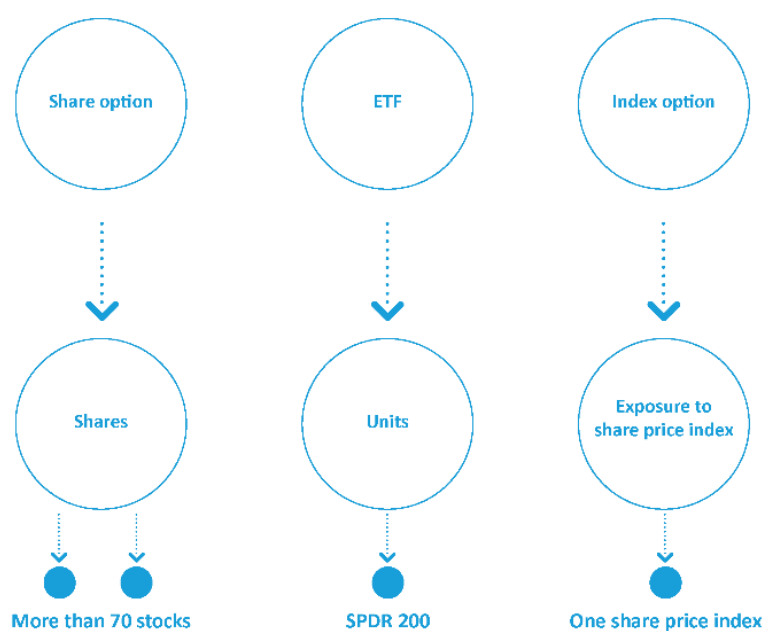 Share option
ETF
Index option
Shares
Units
Exposure to
share price index
More than 70 stocks
SPDR 200
One share price index